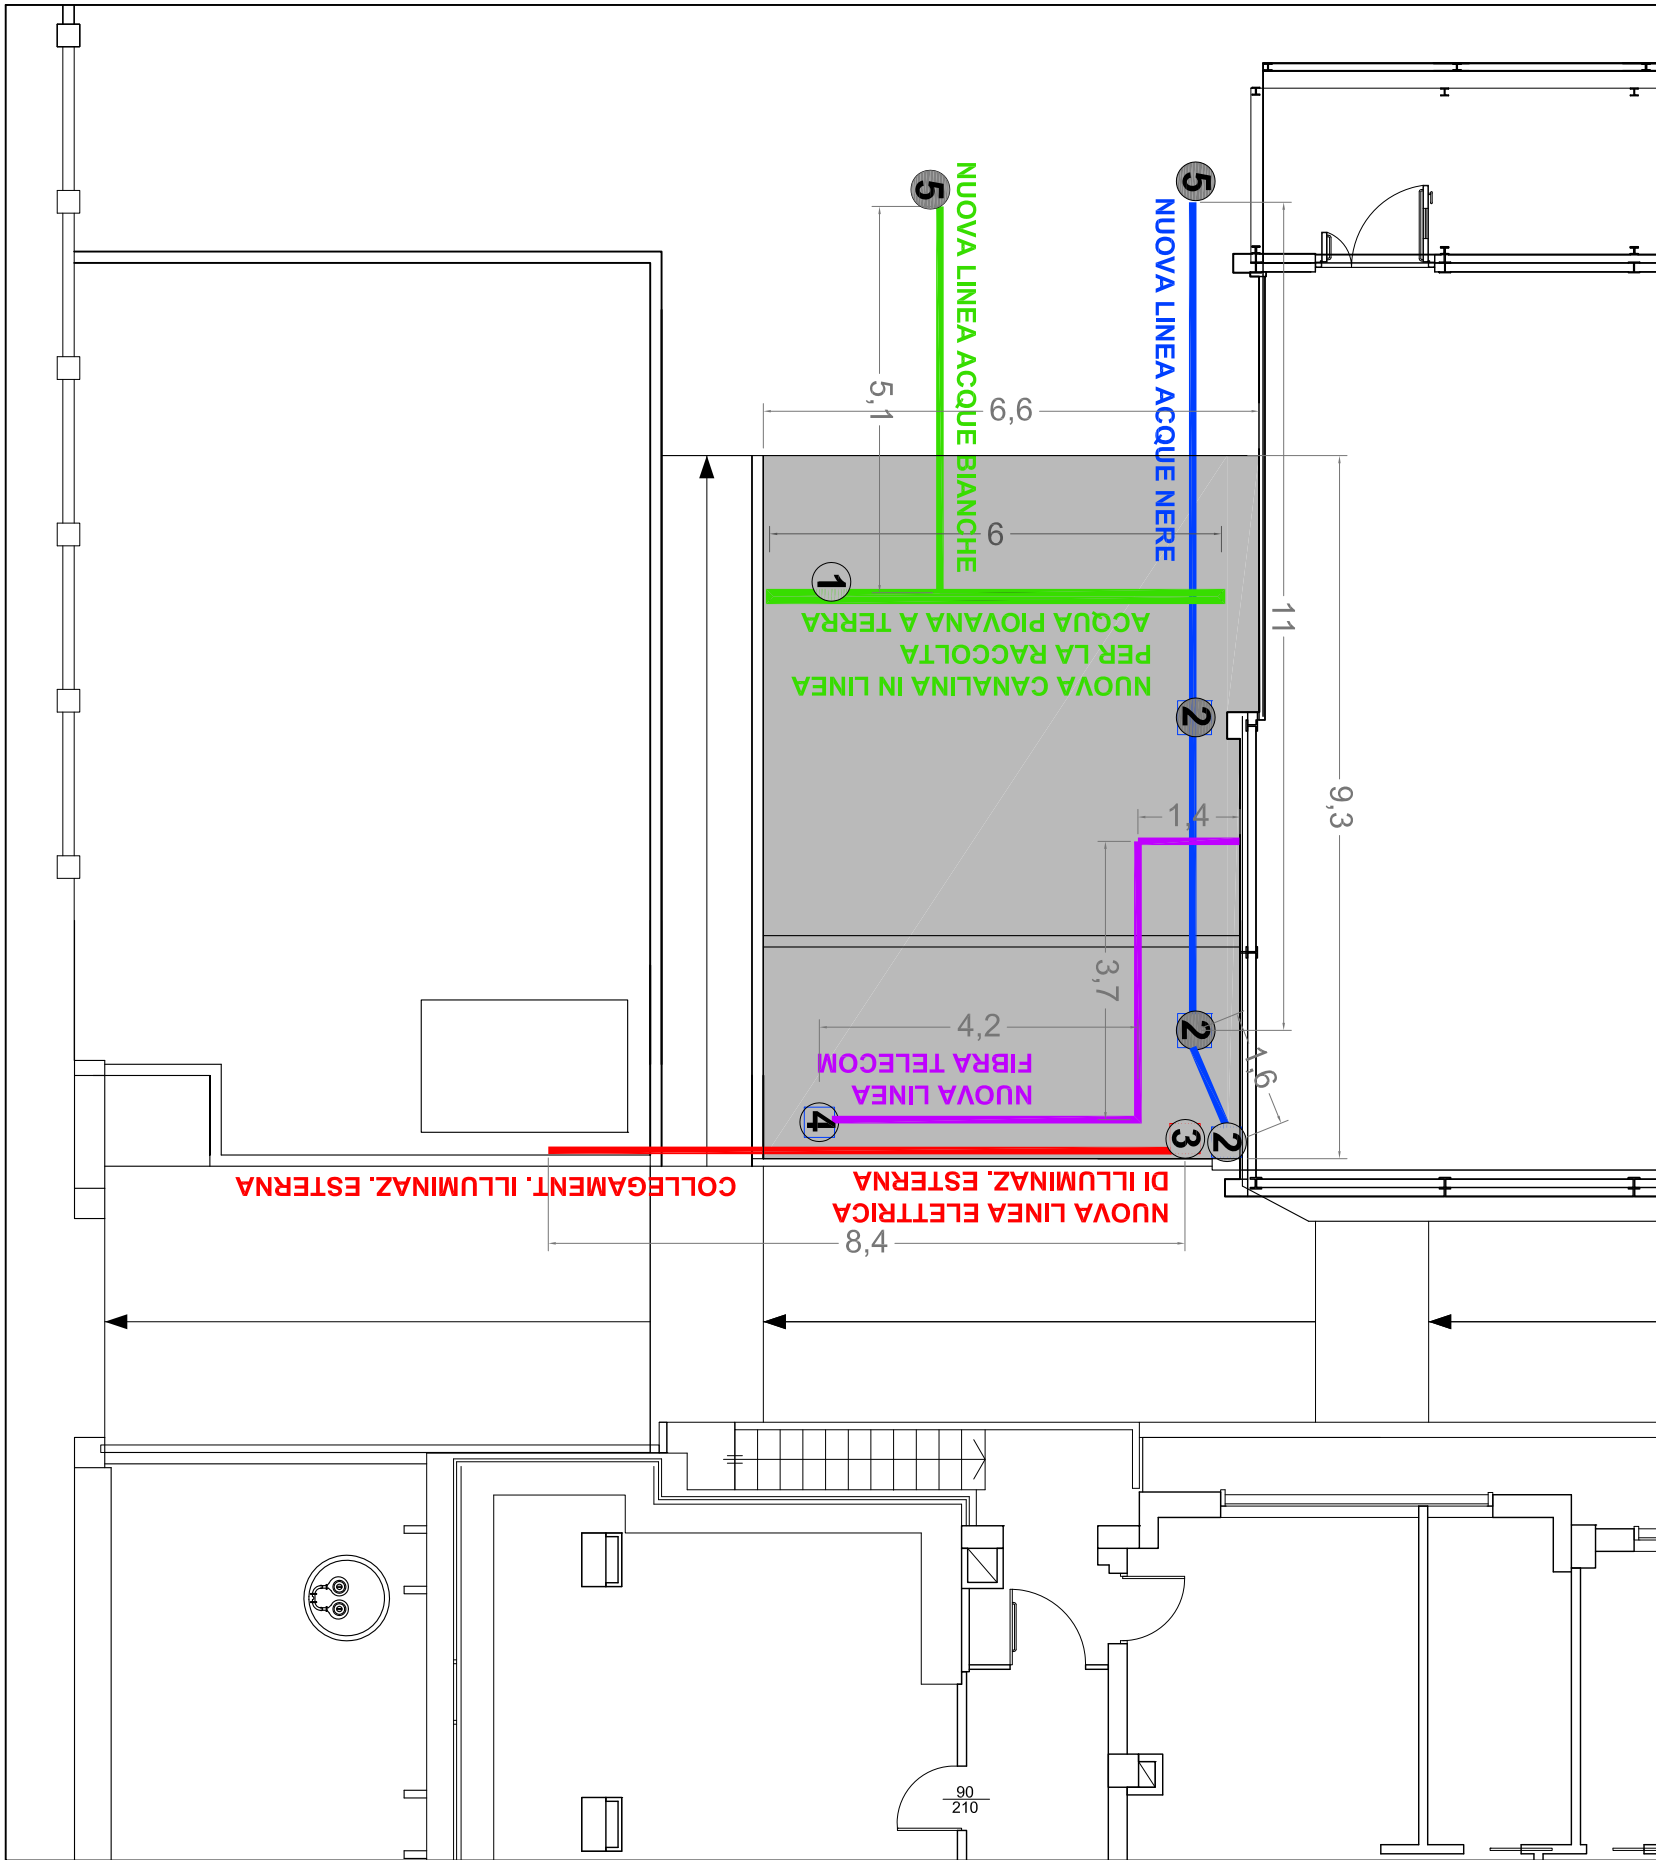 5
5
NUOVA LINEA ACQUE BIANCHE
NUOVA LINEA ACQUE NERE
5,1
6,6
6
1
11
NUOVA CANALINA IN LINEA
PER LA RACCOLTA
ACQUA PIOVANA A TERRA
2
9,3
1,4
3,7
4,2
2
1,6
NUOVA LINEA
FIBRA TELECOM
4
3
2
NUOVA LINEA ELETTRICA
DI ILLUMINAZ. ESTERNA
COLLEGAMENT. ILLUMINAZ. ESTERNA
8,4
90
210